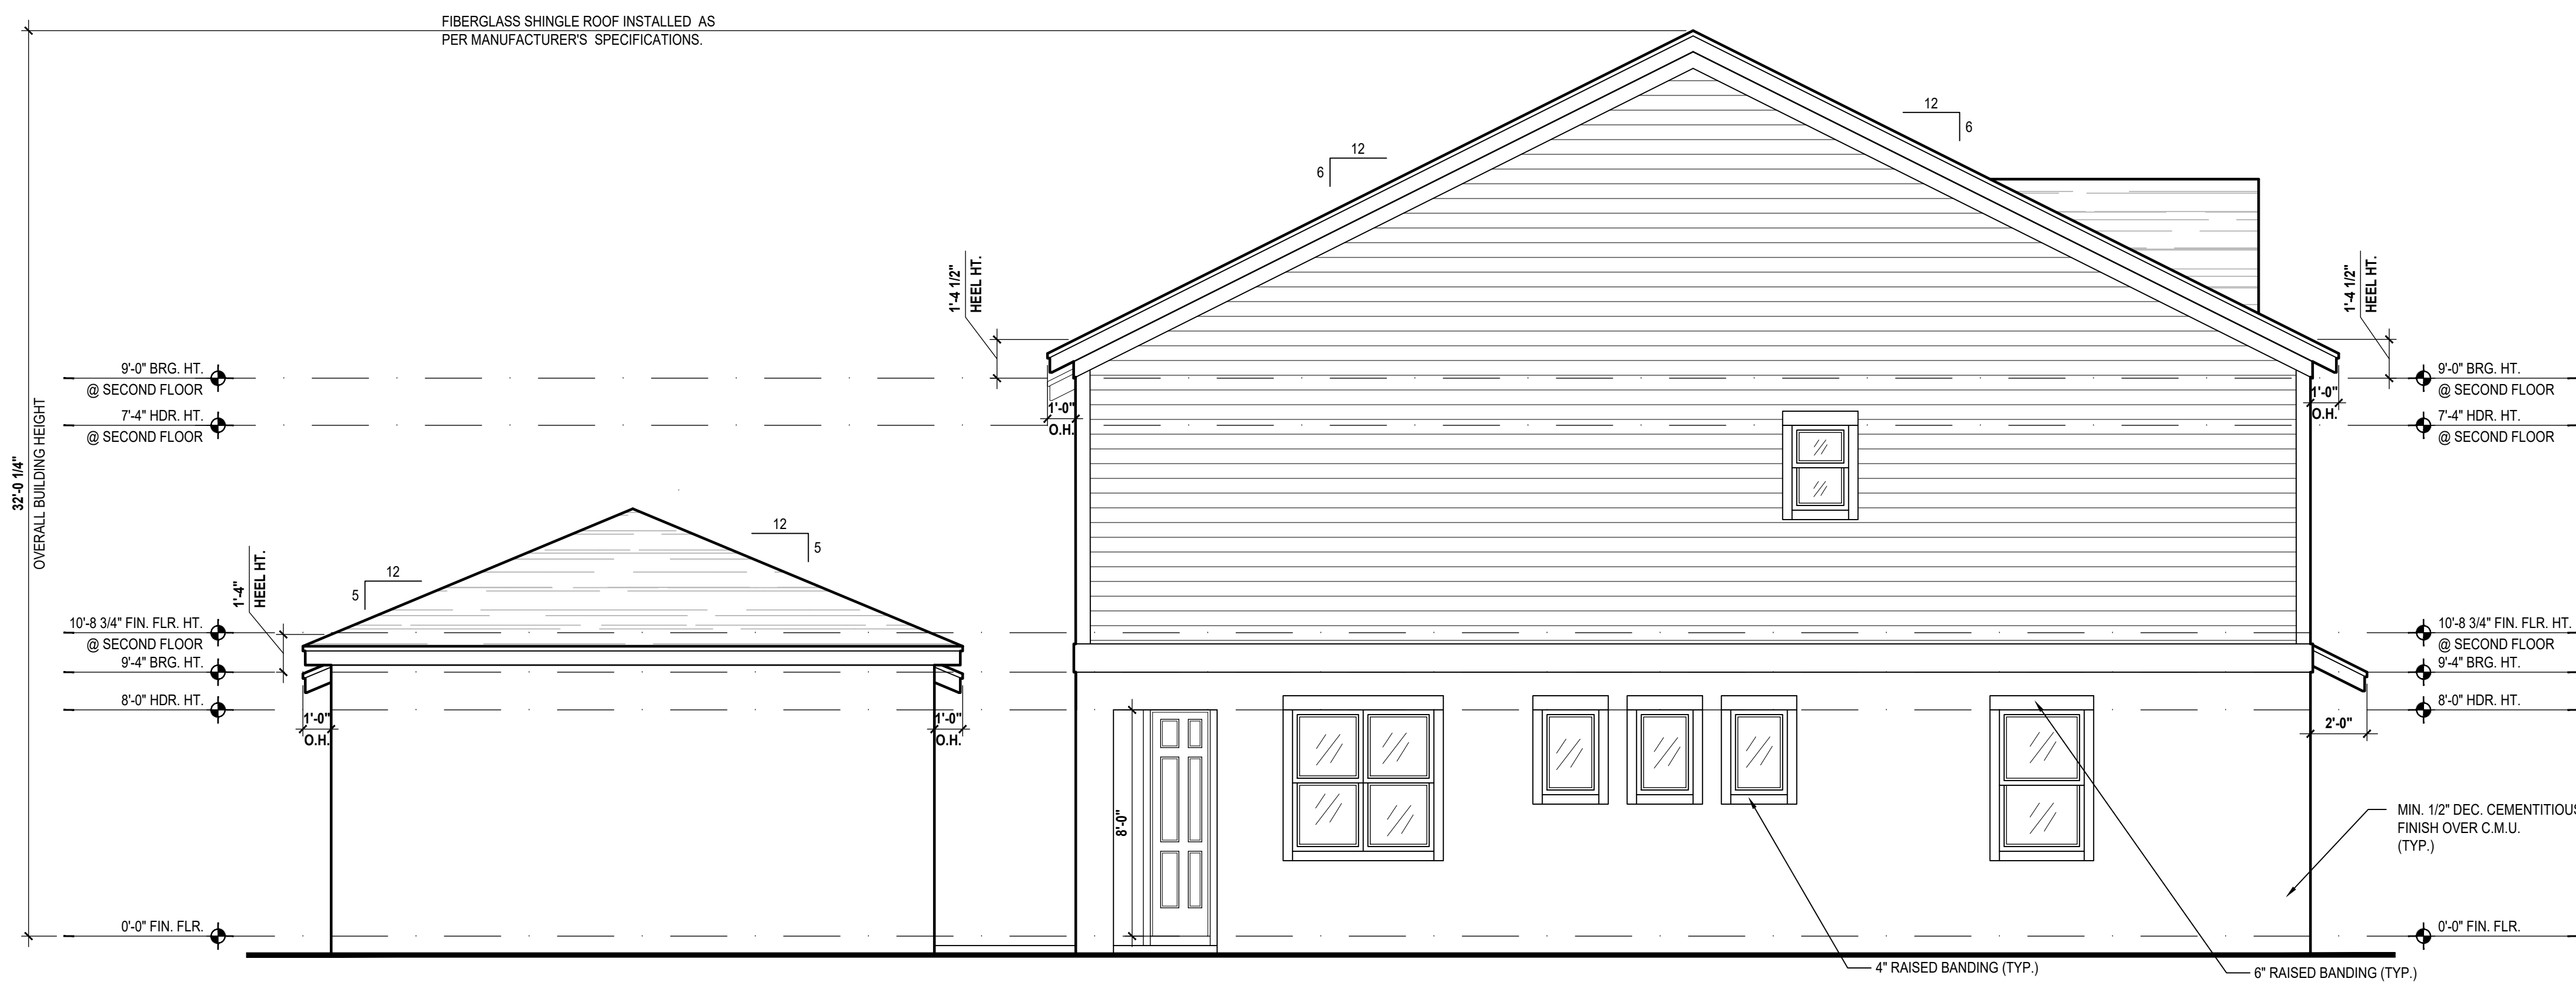 FIBERGLASS SHINGLE ROOF INSTALLED AS
PER MANUFACTURER'S SPECIFICATIONS.
12
6
12
6
1'-4 1/2"
HEEL HT.
1'-4 1/2"
HEEL HT.
9'-0" BRG. HT.
@ SECOND FLOOR
7'-4" HDR. HT.
@ SECOND FLOOR
1'-0"
O.H.
1'-0"
O.H.
9'-0" BRG. HT.
@ SECOND FLOOR
7'-4" HDR. HT.
@ SECOND FLOOR
32'-0 1/4"
OVERALL BUILDING HEIGHT
12
5
12
5
1'-4"
HEEL HT.
10'-8 3/4" FIN. FLR. HT.
@ SECOND FLOOR
9'-4" BRG. HT.
8'-0" HDR. HT.
1'-0"
O.H.
1'-0"
O.H.
10'-8 3/4" FIN. FLR. HT.
@ SECOND FLOOR
9'-4" BRG. HT.
8'-0" HDR. HT.
2'-0"
8'-0"
MIN. 1/2" DEC. CEMENTITIOUS
FINISH OVER C.M.U.
(TYP.)
0'-0" FIN. FLR.
0'-0" FIN. FLR.
4" RAISED BANDING (TYP.)
6" RAISED BANDING (TYP.)